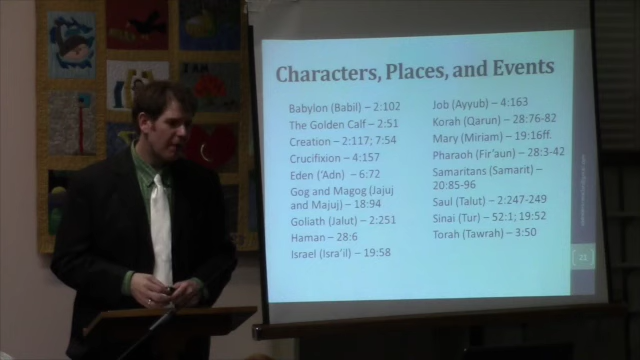 Characters, Places, and Events
Babylon (Babil) – 2:102
The Golden Calf – 2:51
Creation – 2:117; 7:54
Crucifixion – 4:157
Eden (‘Adn) – 6:72
Gog and Magog (Jajuj
and Majuj) – 18:94
Goliath (Jalut) – 2:251
Haman – 28:6
Israel (Isra’il) – 19:58
Job (Ayyub) – 4:163
Korah (Qarun) – 28:76-82
Mary (Miriam) – 19:16ff.
Pharaoh (Fir’aun) – 28:3-42
Samaritans (Samarit) –
20:85-96
Saul (Talut) – 2:247-249
Sinai (Tur) – 52:1; 19:52
Torah (Tawrah) – 3:50
21